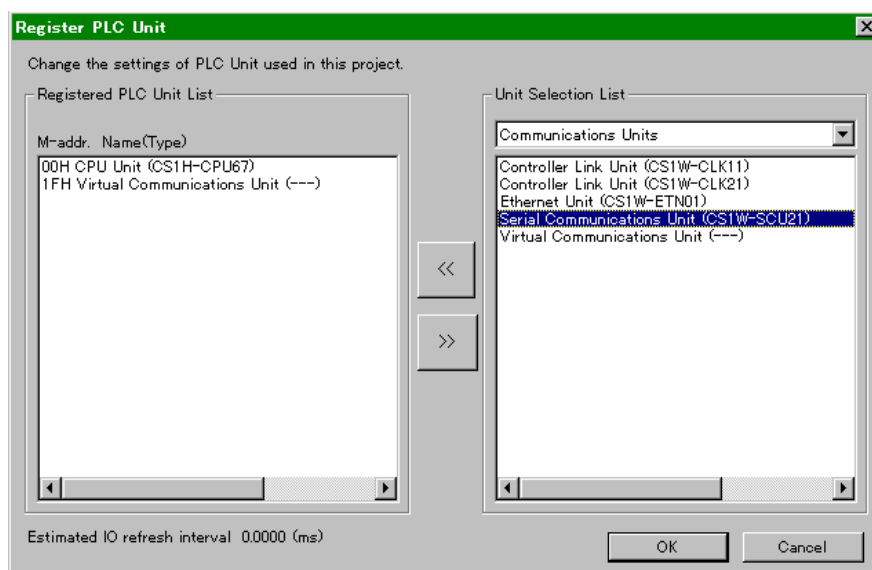 Register PLC Unit
Change the settings of PLC Unit used in this project.
Registered PLC Unit List
M-addr. Name(Type)
00H CPU Unit (CS1H-CPU67)
1FH Virtual Communications Unit (---)
<<
>>
Unit Selection List
Communications Units
Controller Link Unit (CS1W-CLK11)
Controller Link Unit (CS1W-CLK21)
Ethernet Unit (CS1W-ETN01)
Serial Communications Unit (CS1W-SCU21)
Virtual Communications Unit (---)
Estimated IO refresh interval 0.0000 (ms)
OK
Cancel